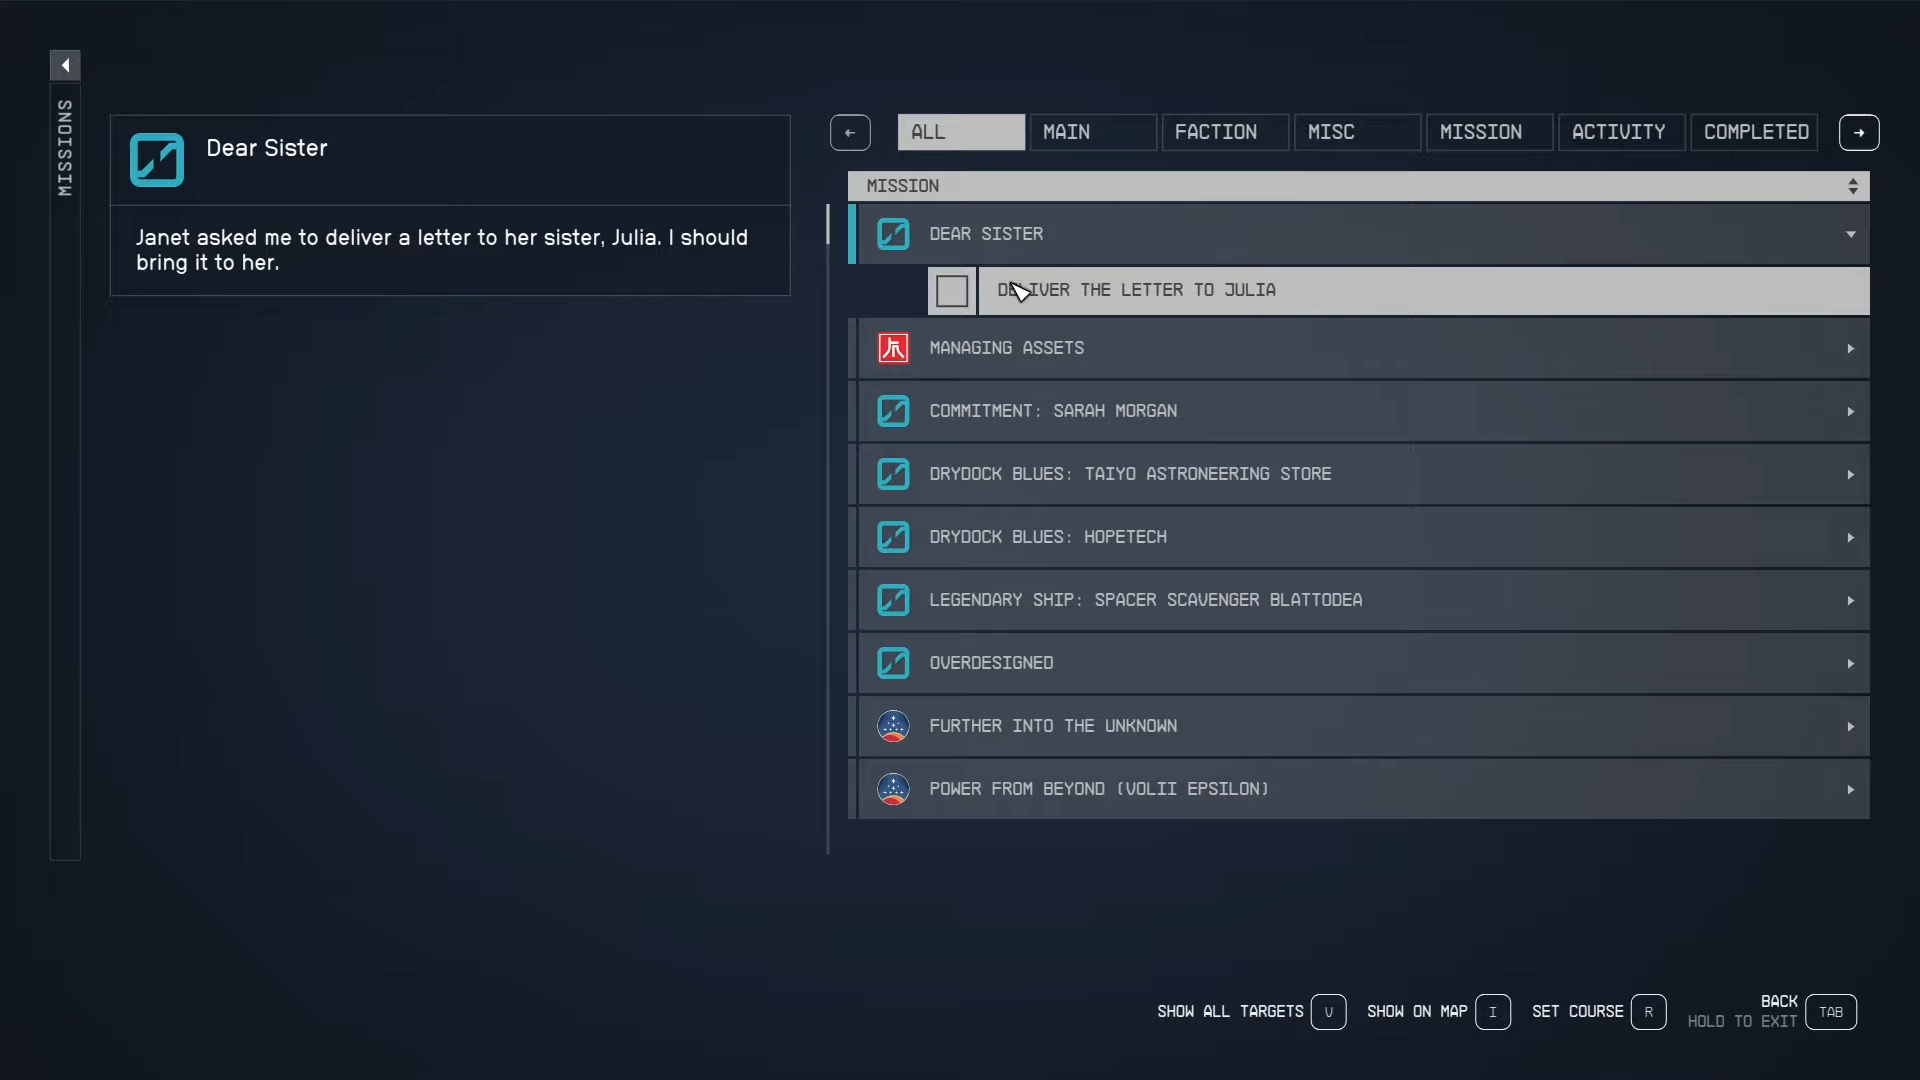 MISSIONS
Dear Sister
Janet asked me to deliver a letter to her sister, Julia. I should
bring it to her.
ALL MAIN FACTION MISC MISSION ACTIVITY COMPLETED
MISSION
DEAR SISTER
DELIVER THE LETTER TO JULIA
MANAGING ASSETS
COMMITMENT: SARAH MORGAN
DRYDOCK BLUES: TAIYO ASTRONEERING STORE
DRYDOCK BLUES: HOPETECH
LEGENDARY SHIP: SPACER SCAVENGER BLATTODEA
OVERDESIGNED
FURTHER INTO THE UNKNOWN
POWER FROM BEYOND (VOLII EPSILON)
SHOW ALL TARGETS V SHOW ON MAP I SET COURSE R BACK TAB
HOLD TO EXIT